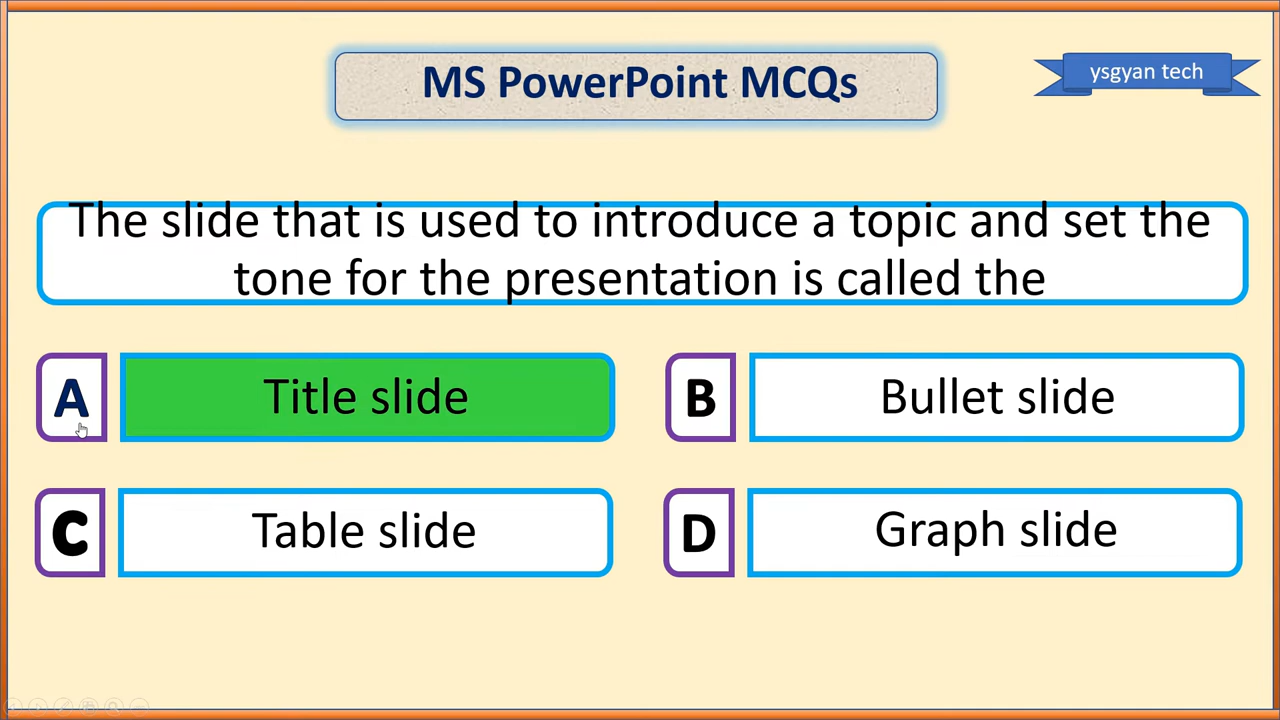 MS PowerPoint MCQs
ysgyan tech
The slide that is used to introduce a topic and set the
tone for the presentation is called the
A Title slide
B Bullet slide
C Table slide
D Graph slide